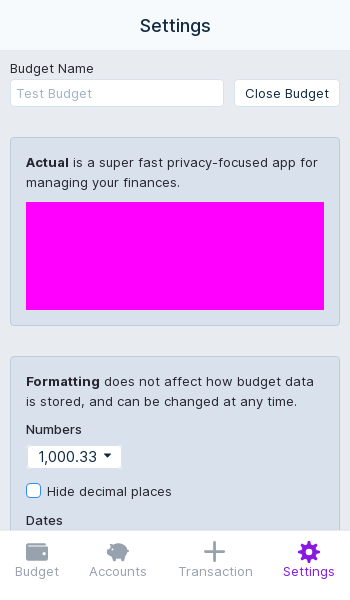 Settings
Budget Name
Test Budget
Close Budget
Actual is a super fast privacy-focused app for
managing your finances.
Formatting does not affect how budget data
is stored, and can be changed at any time.
Numbers
1,000.33
Hide decimal places
Dates
Budget
Accounts
Transaction
Settings